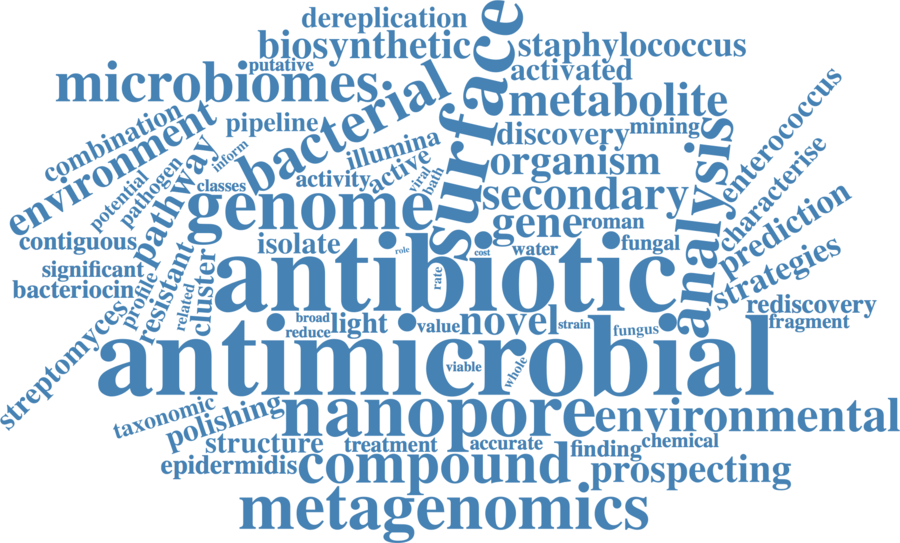 dereplication
biosynthetic
staphylococcus
putative
activated
microbiomes
surface
metabolite
bacterial
enterococcus
combination
environment
pipeline
discovery
mining
illumina
analysis
inform
organism
characterise
potential
pathogen
pathway
classes
activity
active
viral
bath
secondary
prediction
genome
gene
roman
contiguous
isolate
role
cost
water
fungal
strategies
significant
bacteriocins
profile
resistant
related
cluster
antibiotic
rate
rediscovery
streptomyces
broad
reduce
light
value
novel
strain
fungus
fragment
antimicrobial
viable
whole
taxonomic
polishing
nanopore
environmental
structure
treatment
accurate
finding
chemical
epidermidis
compound
prospecting
metagenomics